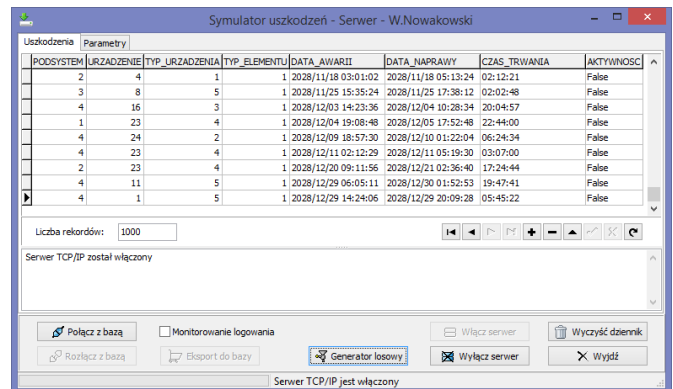 Symulator uszkodzeń - Serwer - W.Nowakowski
Uszkodzenia Parametry
PODSYSTEM URZADZENIE TYP_URZADZENIA TYP_ELEMENTU DATA_AWARII DATA_NAPRAWY CZAS_TRWANIA AKTYWNOSC
2 4 1 1 2028/11/18 03:01:02 2028/11/18 05:13:24 02:12:21 False
3 8 5 1 2028/11/25 15:35:24 2028/11/25 17:38:12 02:02:48 False
4 16 3 1 2028/12/03 14:23:36 2028/12/04 10:28:34 20:04:57 False
1 23 4 1 2028/12/04 19:08:48 2028/12/05 17:52:48 22:44:00 False
4 24 2 1 2028/12/09 18:57:30 2028/12/10 01:22:04 06:24:34 False
4 23 4 1 2028/12/11 02:12:29 2028/12/11 05:19:30 03:07:00 False
2 23 4 1 2028/12/20 09:11:56 2028/12/21 02:36:40 17:24:44 False
4 11 5 1 2028/12/29 06:05:11 2028/12/30 01:52:53 19:47:41 False
4 1 5 1 2028/12/29 14:24:06 2028/12/29 20:09:28 05:45:22 False
Liczba rekordów: 1000
Serwer TCP/IP został włączony
Połącz z bazą Monitorowanie logowania Włącz serwer Wyczyść dziennik
Rozłącz z bazą Eksport do bazy Generator losowy Wyłącz serwer Wyjdź
Serwer TCP/IP jest włączony